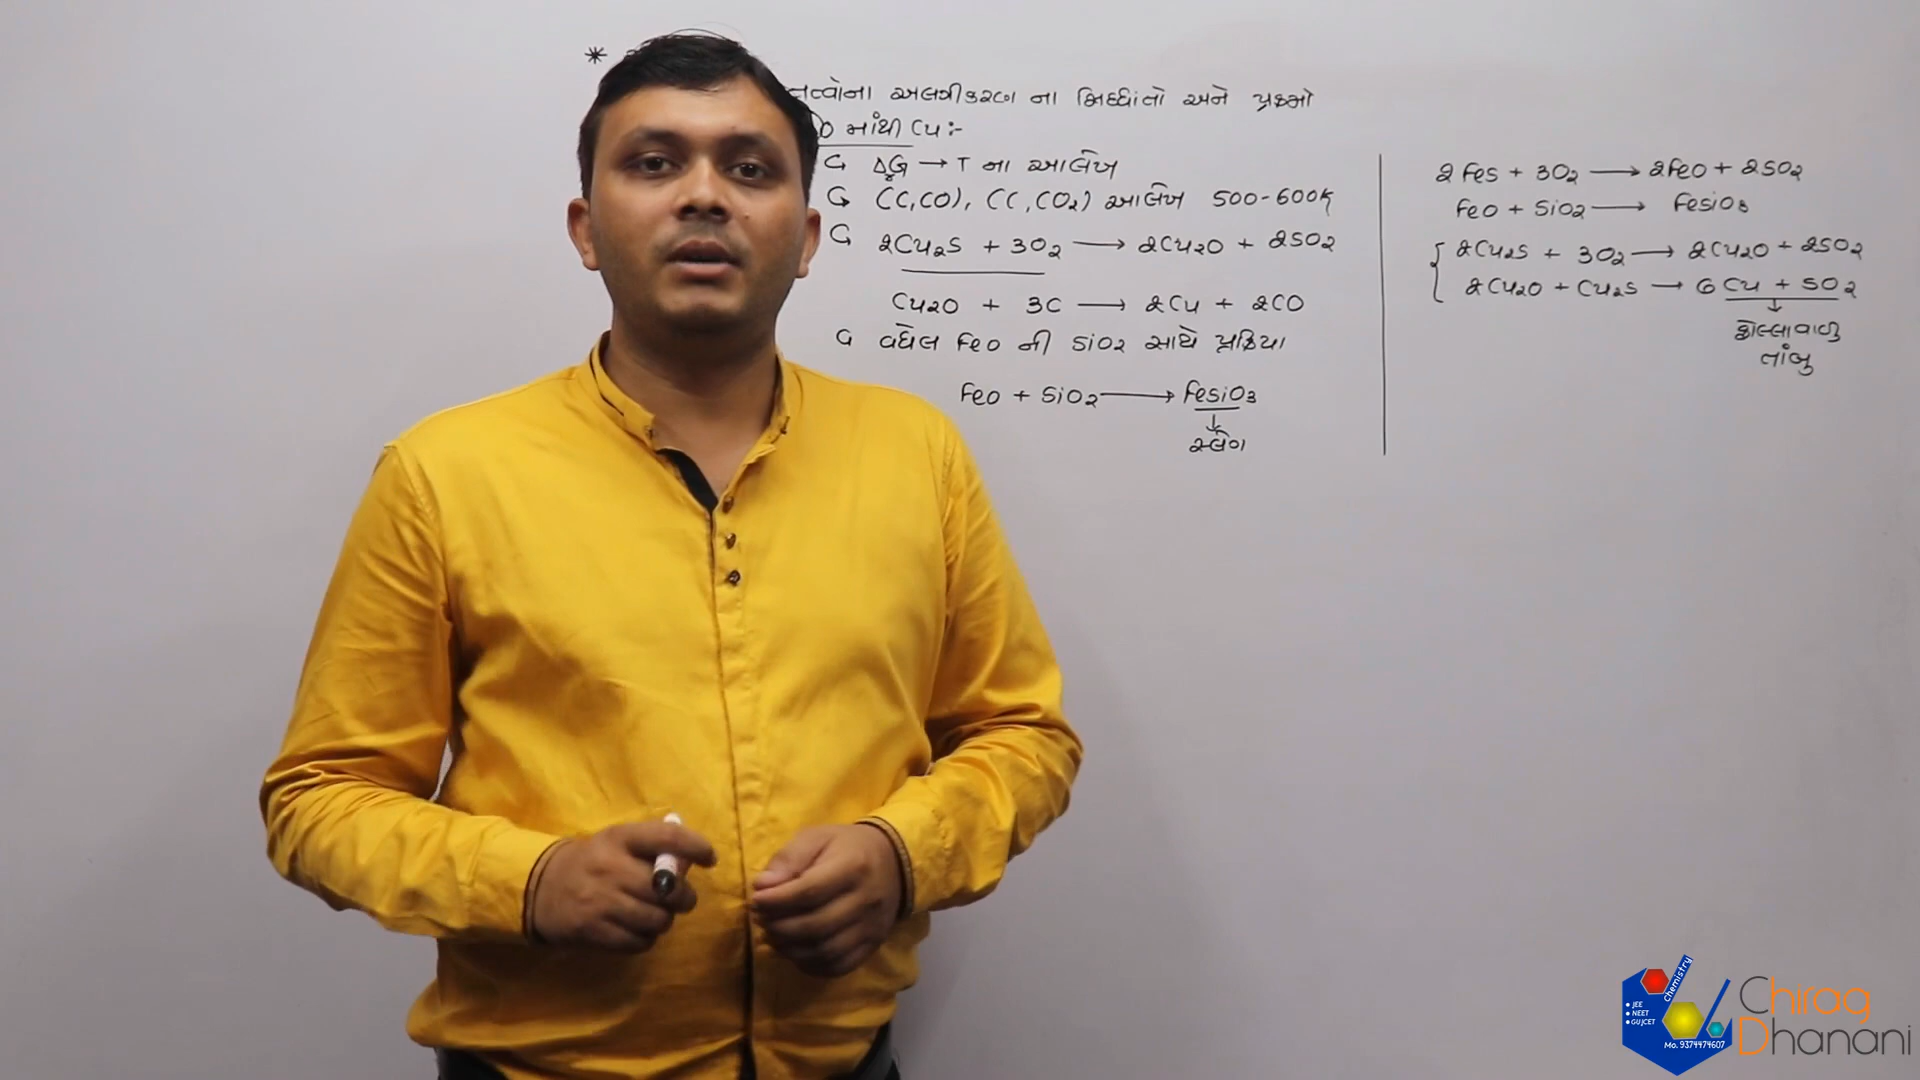 *
તત્વોના અલગીકરણ ના સિદ્ધાંતો અને પ્રક્રમો
માંથી Cu :-
ΔG → T ના આલેખ
(C,CO), (C,CO2) આલેખ 500-600K
2Cu2S + 3O2 → 2Cu2O + 2SO2
Cu2O + 3C → 2Cu + 2CO
વધેલ FeO ની SiO2 સાથે પ્રક્રિયા
FeO + SiO2 → FeSiO3
↓
સ્લેગ
2FeS + 3O2 → 2FeO + 2SO2
FeO + SiO2 → FeSiO3
2Cu2S + 3O2 → 2Cu2O + 2SO2
2Cu2O + Cu2S → 6Cu + SO2
↓
ફોલ્લાવાળુ
તાંબુ
Chemistry
• JEE
• NEET
• GUJCET
Mo. 9374474607
Chirag
Dhanani